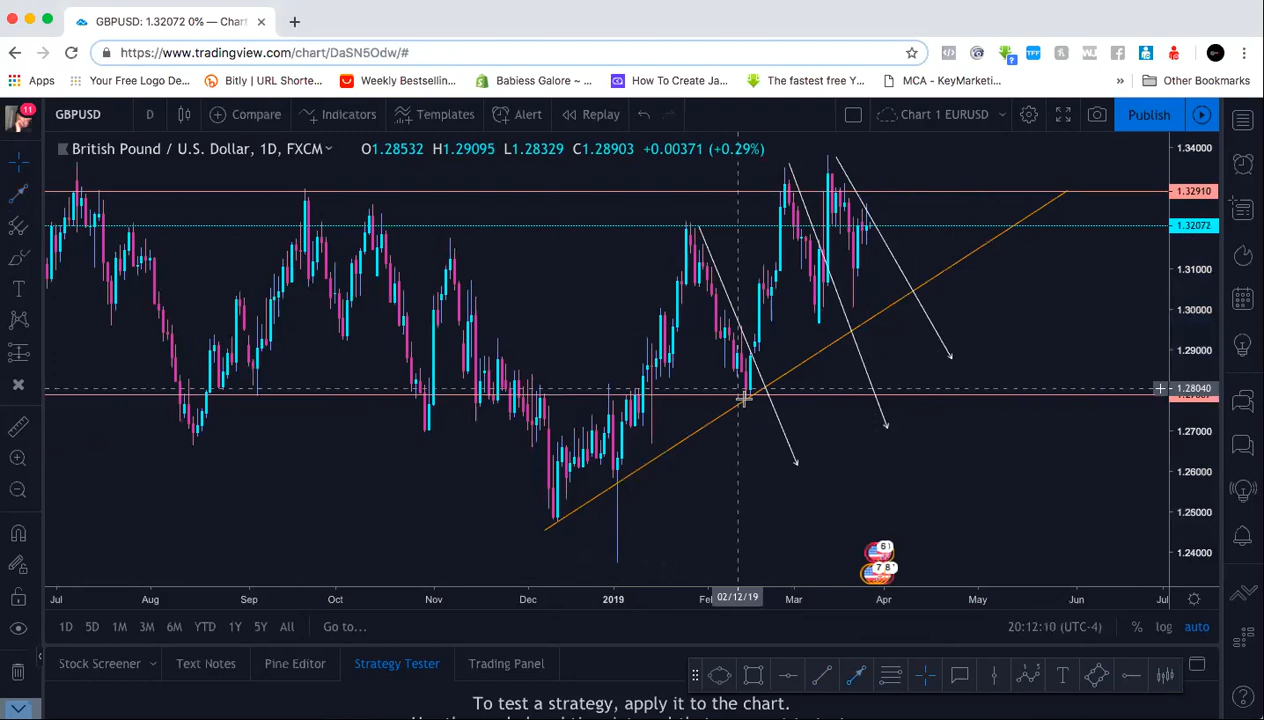 GBPUSD: 1.32072 0% — Chart
https://www.tradingview.com/chart/DaSN5Odw/#
TFF
Apps Your Free Logo De... Bitly | URL Shorte... Weekly Bestsellin... Babiess Galore ~ ... How To Create Ja... The fastest free Y... MCA - KeyMarketi... » Other Bookmarks
11 GBPUSD D Compare Indicators Templates Alert Replay Chart 1 EURUSD Publish
British Pound / U.S. Dollar, 1D, FXCM O1.28532 H1.29095 L1.28329 C1.28903 +0.00371 (+0.29%)
1.34000
1.32910
1.32072
1.31000
1.30000
1.29000
1.28040
1.27000
1.26000
1.25000
1.24000
6
7 8
Jul Aug Sep Oct Nov Dec 2019 Fe 02/12/19 Mar Apr May Jun Jul
1D 5D 1M 3M 6M YTD 1Y 5Y All Go to... 20:12:10 (UTC-4) % log auto
Stock Screener Text Notes Pine Editor Strategy Tester Trading Panel
To test a strategy, apply it to the chart.